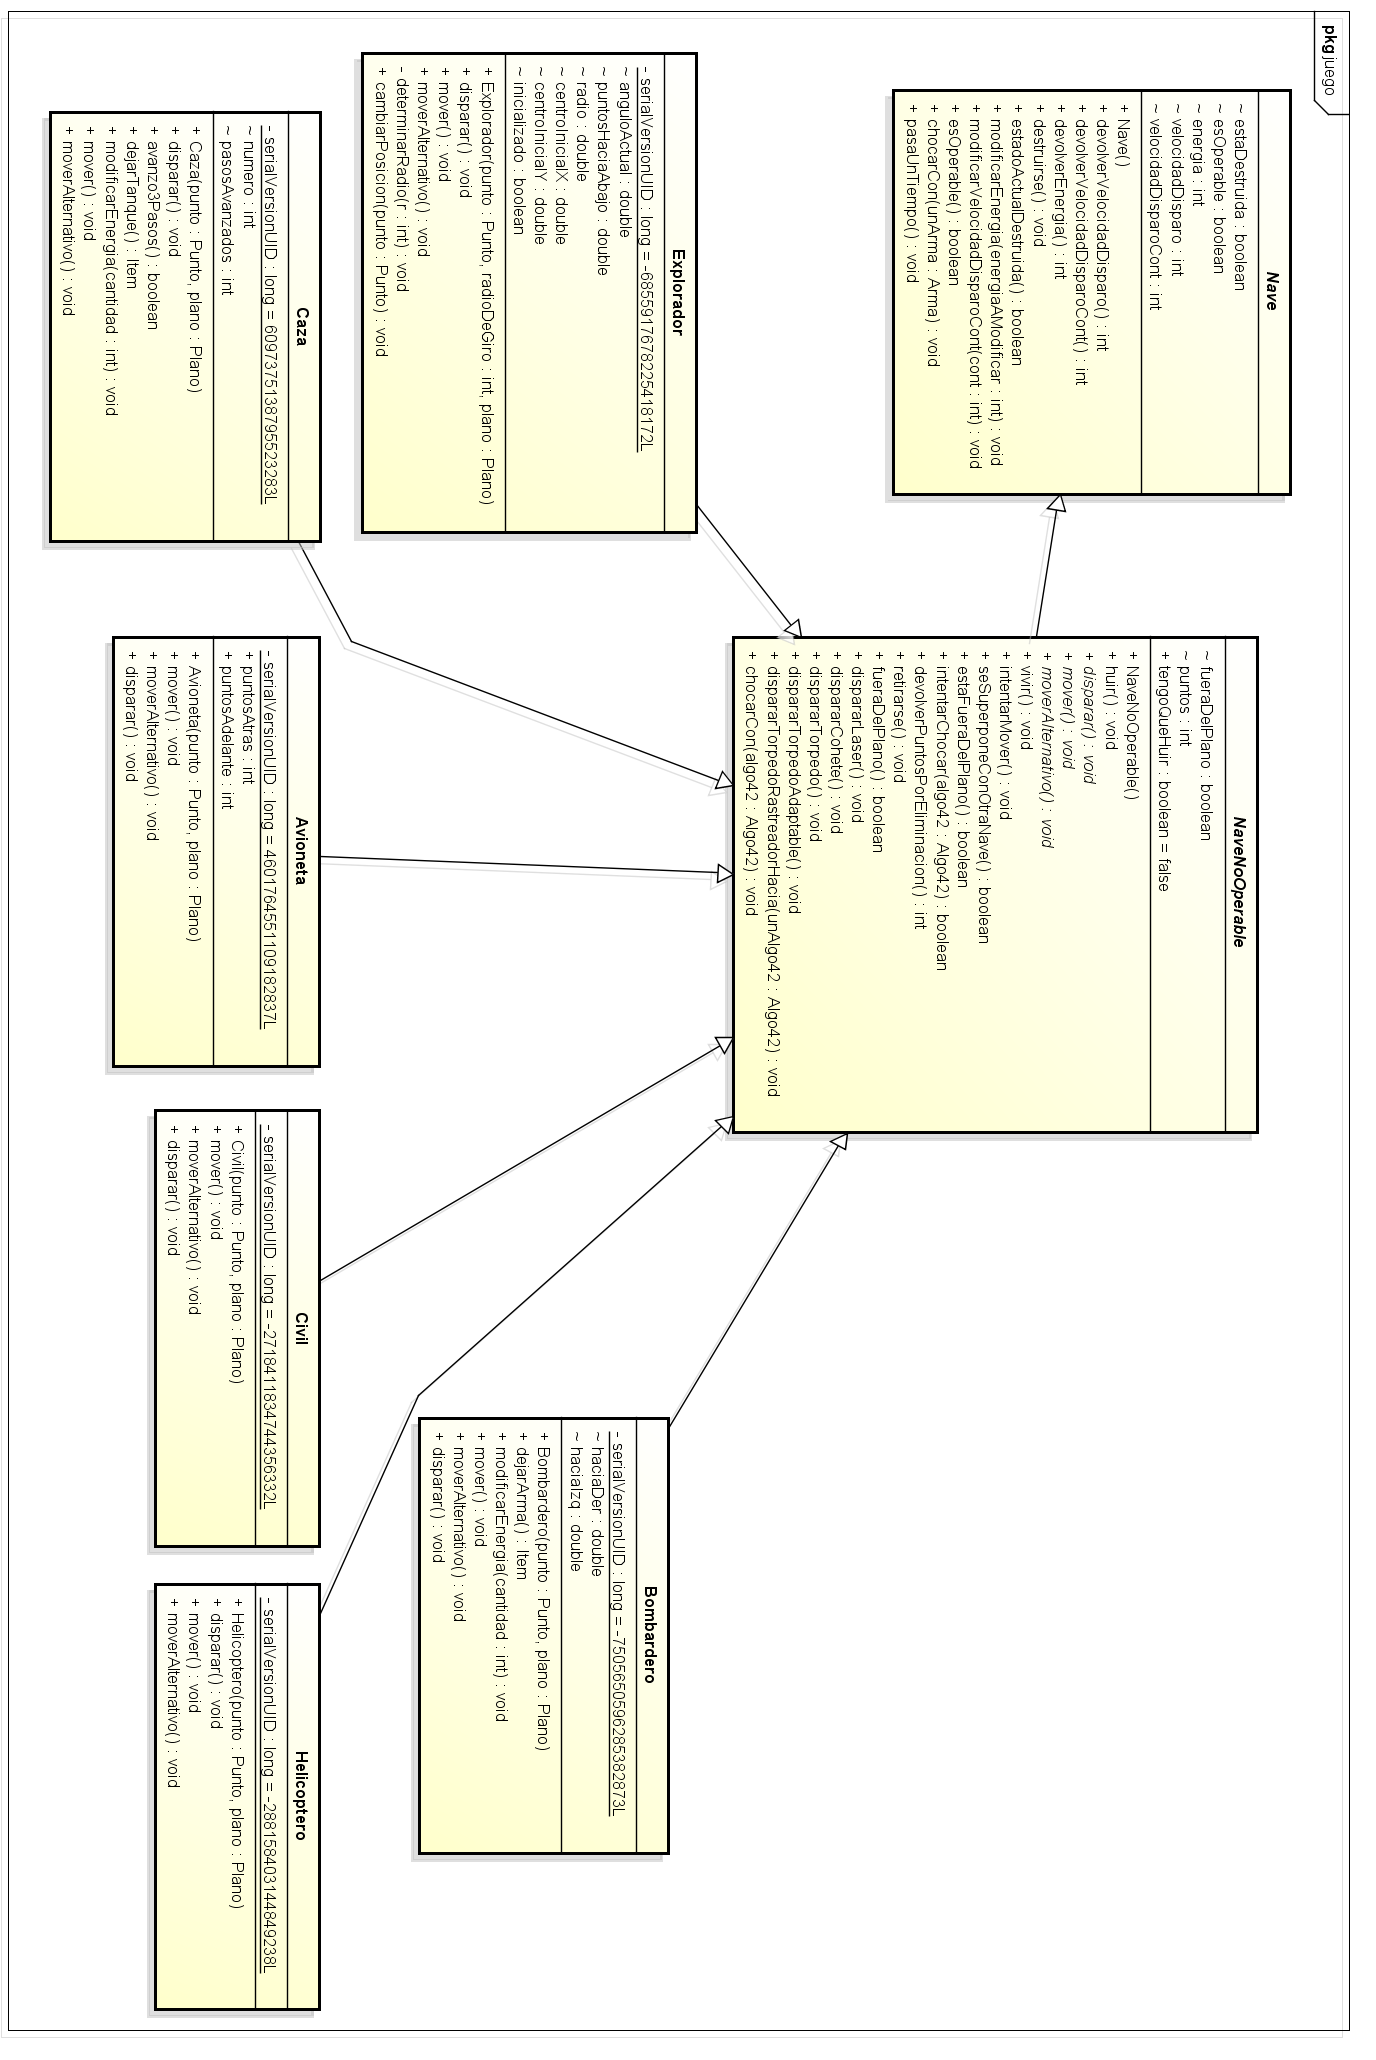 pkg juego
Nave
~ estaDestruida : boolean
~ esOperable : boolean
~ energia : int
~ velocidadDisparo : int
~ velocidadDisparoCont : int
+ Nave()
+ devolverVelocidadDisparo() : int
+ devolverVelocidadDisparoCont() : int
+ devolverEnergia() : int
+ destruirse() : void
+ estadoActualDestruida() : boolean
+ modificarEnergia(energiaAModificar : int) : void
+ modificarVelocidadDisparoCont(cont : int) : void
+ esOperable() : boolean
+ chocarCon(unArma : Arma) : void
+ pasaUnTiempo() : void
NaveNoOperable
~ fueraDelPlano : boolean
~ puntos : int
+ tengoQueHuir : boolean = false
+ NaveNoOperable()
+ huir() : void
+ disparar() : void
+ mover() : void
+ moverAlternativo() : void
+ vivir() : void
+ intentarMover() : void
+ seSuperponeConOtraNave() : boolean
+ estaFueraDelPlano() : boolean
+ intentarChocar(algo42 : Algo42) : boolean
+ devolverPuntosPorEliminacion() : int
+ retirarse() : void
+ fueraDelPlano() : boolean
+ dispararLaser() : void
+ dispararCohete() : void
+ dispararTorpedo() : void
+ dispararTorpedoAdaptable() : void
+ dispararTorpedoRastreadorHacia(unAlgo42 : Algo42) : void
+ chocarCon(algo42 : Algo42) : void
Explorador
- serialVersionUID : long = -6855917678225418172L
~ anguloActual : double
~ puntosHaciaAbajo : double
~ radio : double
~ centroInicialX : double
~ centroInicialY : double
~ inicializado : boolean
+ Explorador(punto : Punto, radioDeGiro : int, plano : Plano)
+ disparar() : void
+ mover() : void
+ moverAlternativo() : void
- determinarRadio(r : int) : void
+ cambiarPosicion(punto : Punto) : void
Bombardero
- serialVersionUID : long = -7505650596285382873L
~ haciaDer : double
~ haciaIzq : double
+ Bombardero(punto : Punto, plano : Plano)
+ dejarArma() : Item
+ modificarEnergia(cantidad : int) : void
+ mover() : void
+ moverAlternativo() : void
+ disparar() : void
Caza
- serialVersionUID : long = 6097375138795523283L
~ numero : int
~ pasosAvanzados : int
+ Caza(punto : Punto, plano : Plano)
+ disparar() : void
+ avanzo3Pasos() : boolean
+ dejarTanque() : Item
+ modificarEnergia(cantidad : int) : void
+ mover() : void
+ moverAlternativo() : void
Avioneta
- serialVersionUID : long = 4601764551109182837L
+ puntosAtras : int
+ puntosAdelante : int
+ Avioneta(punto : Punto, plano : Plano)
+ mover() : void
+ moverAlternativo() : void
+ disparar() : void
Civil
- serialVersionUID : long = -2718411834744356332L
+ Civil(punto : Punto, plano : Plano)
+ mover() : void
+ moverAlternativo() : void
+ disparar() : void
Helicoptero
- serialVersionUID : long = -2881584031448492​38L
+ Helicoptero(punto : Punto, plano : Plano)
+ disparar() : void
+ mover() : void
+ moverAlternativo() : void